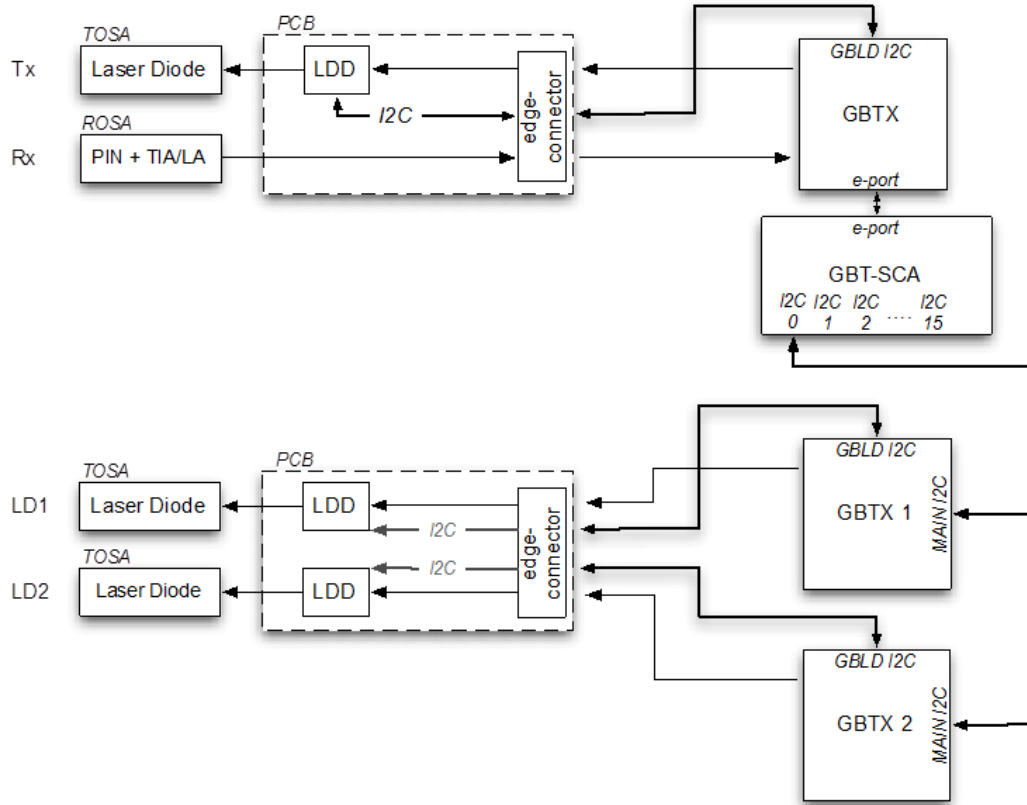 TOSA
PCB
Tx
Laser Diode
LDD
GBLD I2C
I2C
edge-
connector
GBTX
ROSA
Rx
PIN + TIA/LA
e-port
e-port
GBT-SCA
I2C I2C I2C I2C
0 1 2 .... 15
TOSA
PCB
LD1
Laser Diode
LDD
I2C
GBLD I2C
GBTX 1
MAIN I2C
edge-
connector
TOSA
LD2
Laser Diode
LDD
I2C
GBLD I2C
GBTX 2
MAIN I2C